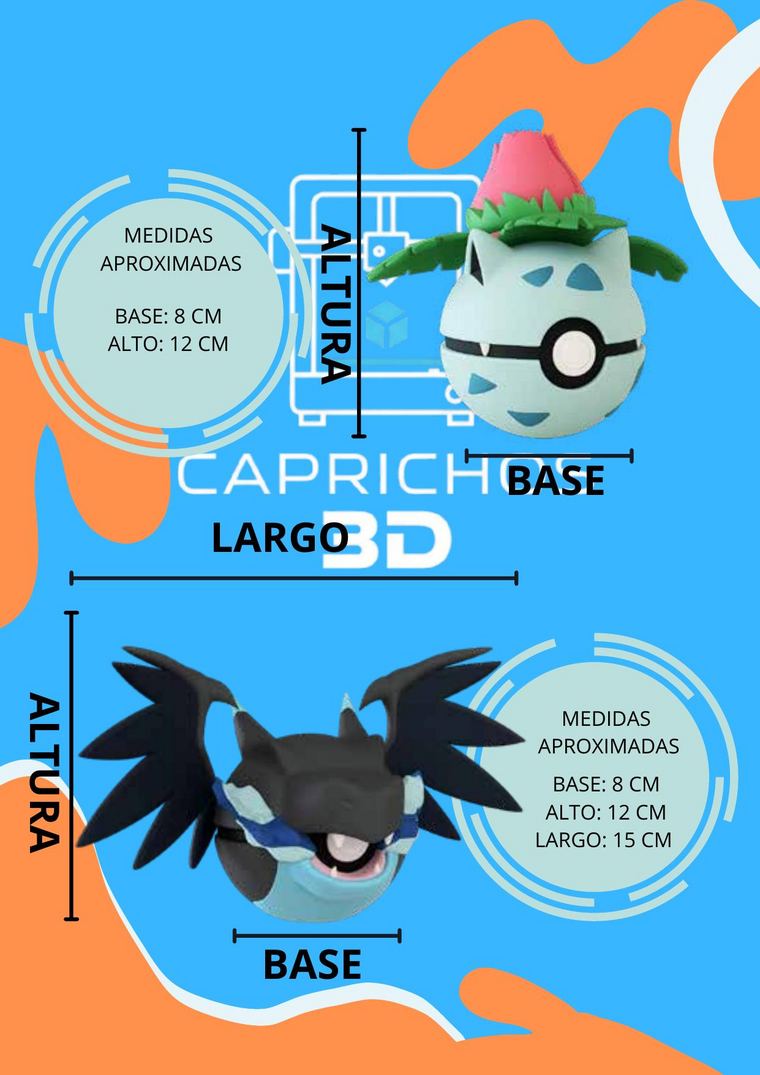 MEDIDAS
APROXIMADAS
BASE: 8 CM
ALTO: 12 CM
ALTURA
BASE
CAPRICHOS
3D
LARGO
ALTURA
BASE
MEDIDAS
APROXIMADAS
BASE: 8 CM
ALTO: 12 CM
LARGO: 15 CM